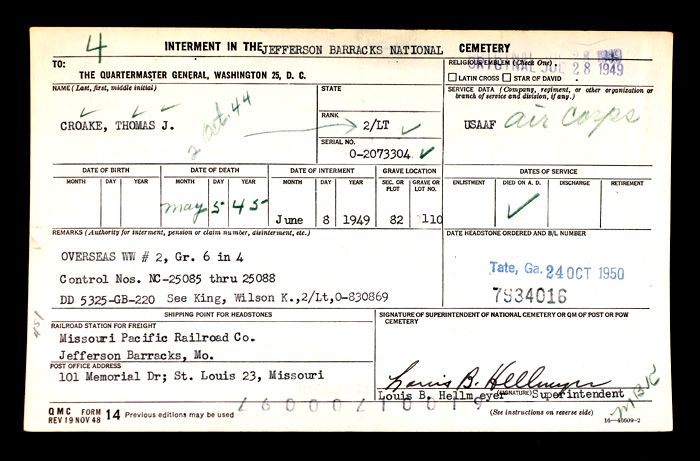 4
INTERMENT IN THE JEFFERSON BARRACKS NATIONAL CEMETERY
TO:
THE QUARTERMASTER GENERAL, WASHINGTON 25, D. C.
RELIGIOUS EMBLEM (Check One)
ORIGINAL JUL 28 1949
LATIN CROSS STAR OF DAVID
NAME (Last, first, middle initial)
CROAKE, THOMAS J.
2 Oct. 44
STATE
RANK
2/LT
SERIAL NO.
O-2073304
SERVICE DATA (Company, regiment, or other organization or
branch of service and division, if any.)
USAAF air corps
DATE OF BIRTH
MONTH DAY YEAR
DATE OF DEATH
MONTH DAY YEAR
may 5 45
DATE OF INTERMENT
MONTH DAY YEAR
June 8 1949
GRAVE LOCATION
SEC. OR PLOT GRAVE OR LOT NO.
82 110
DATES OF SERVICE
ENLISTMENT DIED ON A. D. DISCHARGE RETIREMENT
REMARKS (Authority for interment, pension or claim number, disinterment, etc.)
OVERSEAS WW # 2, Gr. 6 in 4
Control Nos. NC-25085 thru 25088
DD 5325-GB-220 See King, Wilson K.,2/Lt,0-830869
DATE HEADSTONE ORDERED AND B/L NUMBER
Tate, Ga. 24 OCT 1950
7934016
SHIPPING POINT FOR HEADSTONES
RAILROAD STATION FOR FREIGHT
Missouri Pacific Railroad Co.
Jefferson Barracks, Mo.
POST OFFICE ADDRESS
101 Memorial Dr; St. Louis 23, Missouri
SIGNATURE OF SUPERINTENDENT OF NATIONAL CEMETERY OR QM OF POST OR POW
CEMETERY
Louis B. Hellmeyer
Louis B. Hellmeyer (SIGNATURE) Superintendent
(See instructions on reverse side)
QMC FORM 14 Previous editions may be used
REV 19 NOV 48
16—46609-2